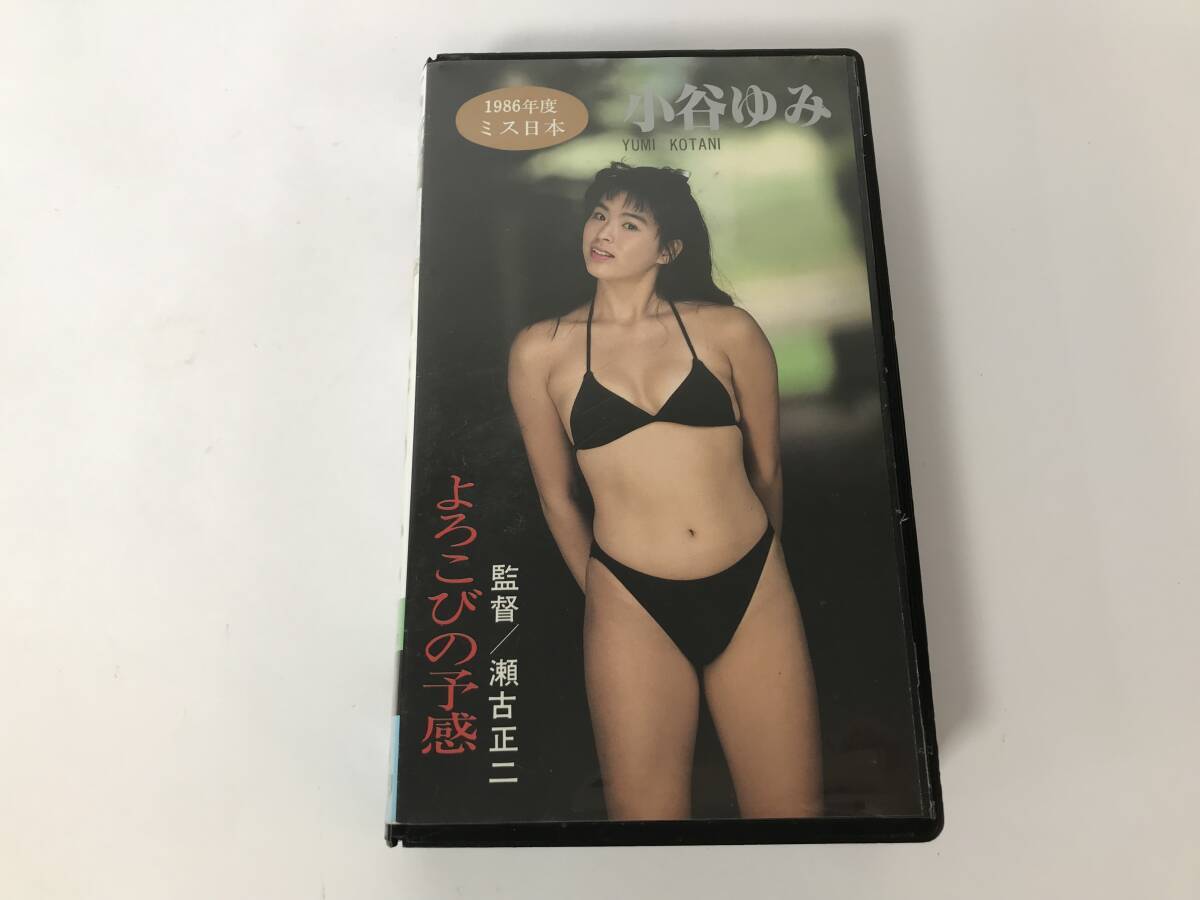 1986年度
ミス日本
小谷ゆみ
YUMI KOTANI
よろこびの予感
監督/瀬古正二